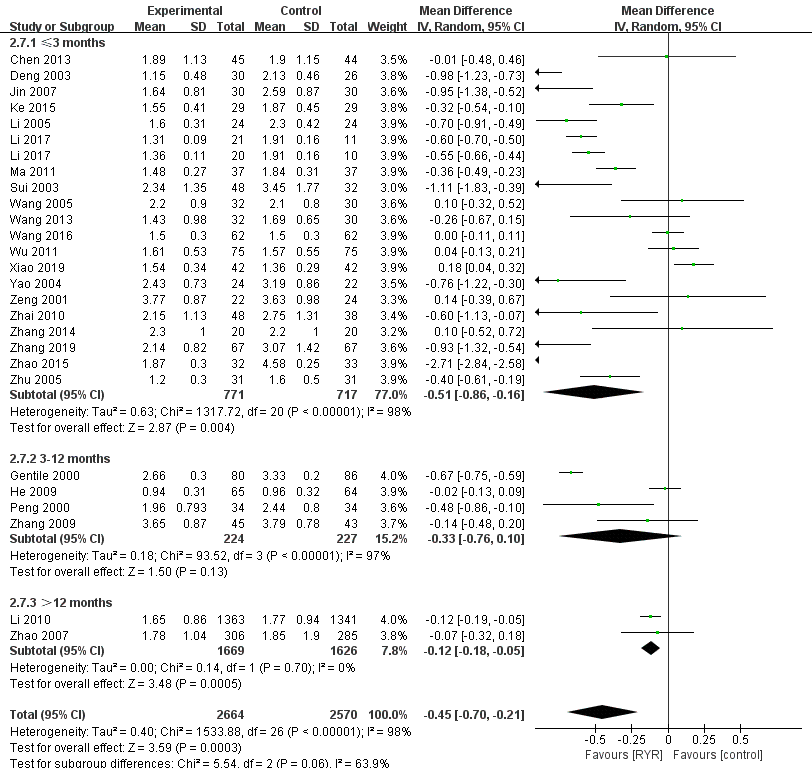 Experimental Control Mean Difference Mean Difference
Study or Subgroup Mean SD Total Mean SD Total Weight IV, Random, 95% CI IV, Random, 95% CI
2.7.1 ≤3 months
Chen 2013 1.89 1.13 45 1.9 1.15 44 3.5% -0.01 [-0.48, 0.46]
Deng 2003 1.15 0.48 30 2.13 0.46 26 3.8% -0.98 [-1.23, -0.73]
Jin 2007 1.64 0.81 30 2.59 0.87 30 3.5% -0.95 [-1.38, -0.52]
Ke 2015 1.55 0.41 29 1.87 0.45 29 3.9% -0.32 [-0.54, -0.10]
Li 2005 1.6 0.31 24 2.3 0.42 24 3.9% -0.70 [-0.91, -0.49]
Li 2017 1.31 0.09 21 1.91 0.16 11 4.0% -0.60 [-0.70, -0.50]
Li 2017 1.36 0.11 20 1.91 0.16 10 4.0% -0.55 [-0.66, -0.44]
Ma 2011 1.48 0.27 37 1.84 0.31 37 3.9% -0.36 [-0.49, -0.23]
Sui 2003 2.34 1.35 48 3.45 1.77 32 3.0% -1.11 [-1.83, -0.39]
Wang 2005 2.2 0.9 32 2.1 0.8 30 3.6% 0.10 [-0.32, 0.52]
Wang 2013 1.43 0.98 32 1.69 0.65 30 3.6% -0.26 [-0.67, 0.15]
Wang 2016 1.5 0.3 62 1.5 0.3 62 4.0% 0.00 [-0.11, 0.11]
Wu 2011 1.61 0.53 75 1.57 0.55 75 3.9% 0.04 [-0.13, 0.21]
Xiao 2019 1.54 0.34 42 1.36 0.29 42 3.9% 0.18 [0.04, 0.32]
Yao 2004 2.43 0.73 24 3.19 0.86 22 3.5% -0.76 [-1.22, -0.30]
Zeng 2001 3.77 0.87 22 3.63 0.98 24 3.4% 0.14 [-0.39, 0.67]
Zhai 2010 2.15 1.13 48 2.75 1.31 38 3.4% -0.60 [-1.13, -0.07]
Zhang 2014 2.3 1 20 2.2 1 20 3.2% 0.10 [-0.52, 0.72]
Zhang 2019 2.14 0.82 67 3.07 1.42 67 3.6% -0.93 [-1.32, -0.54]
Zhao 2015 1.87 0.3 32 4.58 0.25 33 3.9% -2.71 [-2.84, -2.58]
Zhu 2005 1.2 0.3 31 1.6 0.5 31 3.9% -0.40 [-0.61, -0.19]
Subtotal (95% CI) 771 717 77.0% -0.51 [-0.86, -0.16]
Heterogeneity: Tau² = 0.63; Chi² = 1317.72, df = 20 (P < 0.00001); I² = 98%
Test for overall effect: Z = 2.87 (P = 0.004)
2.7.2 3-12 months
Gentile 2000 2.66 0.3 80 3.33 0.2 86 4.0% -0.67 [-0.75, -0.59]
He 2009 0.94 0.31 65 0.96 0.32 64 4.0% -0.02 [-0.13, 0.09]
Peng 2000 1.96 0.793 34 2.44 0.8 34 3.6% -0.48 [-0.86, -0.10]
Zhang 2009 3.65 0.87 45 3.79 0.78 43 3.7% -0.14 [-0.48, 0.20]
Subtotal (95% CI) 224 227 15.2% -0.33 [-0.76, 0.10]
Heterogeneity: Tau² = 0.18; Chi² = 93.52, df = 3 (P < 0.00001); I² = 97%
Test for overall effect: Z = 1.50 (P = 0.13)
2.7.3 >12 months
Li 2010 1.65 0.86 1363 1.77 0.94 1341 4.0% -0.12 [-0.19, -0.05]
Zhao 2007 1.78 1.04 306 1.85 1.9 285 3.8% -0.07 [-0.32, 0.18]
Subtotal (95% CI) 1669 1626 7.8% -0.12 [-0.18, -0.05]
Heterogeneity: Tau² = 0.00; Chi² = 0.14, df = 1 (P = 0.70); I² = 0%
Test for overall effect: Z = 3.48 (P = 0.0005)
Total (95% CI) 2664 2570 100.0% -0.45 [-0.70, -0.21]
Heterogeneity: Tau² = 0.40; Chi² = 1533.88, df = 26 (P < 0.00001); I² = 98%
Test for overall effect: Z = 3.59 (P = 0.0003)
Test for subgroup differences: Chi² = 5.54, df = 2 (P = 0.06), I² = 63.9%
-0.5 -0.25 0 0.25 0.5
Favours [RYR] Favours [control]